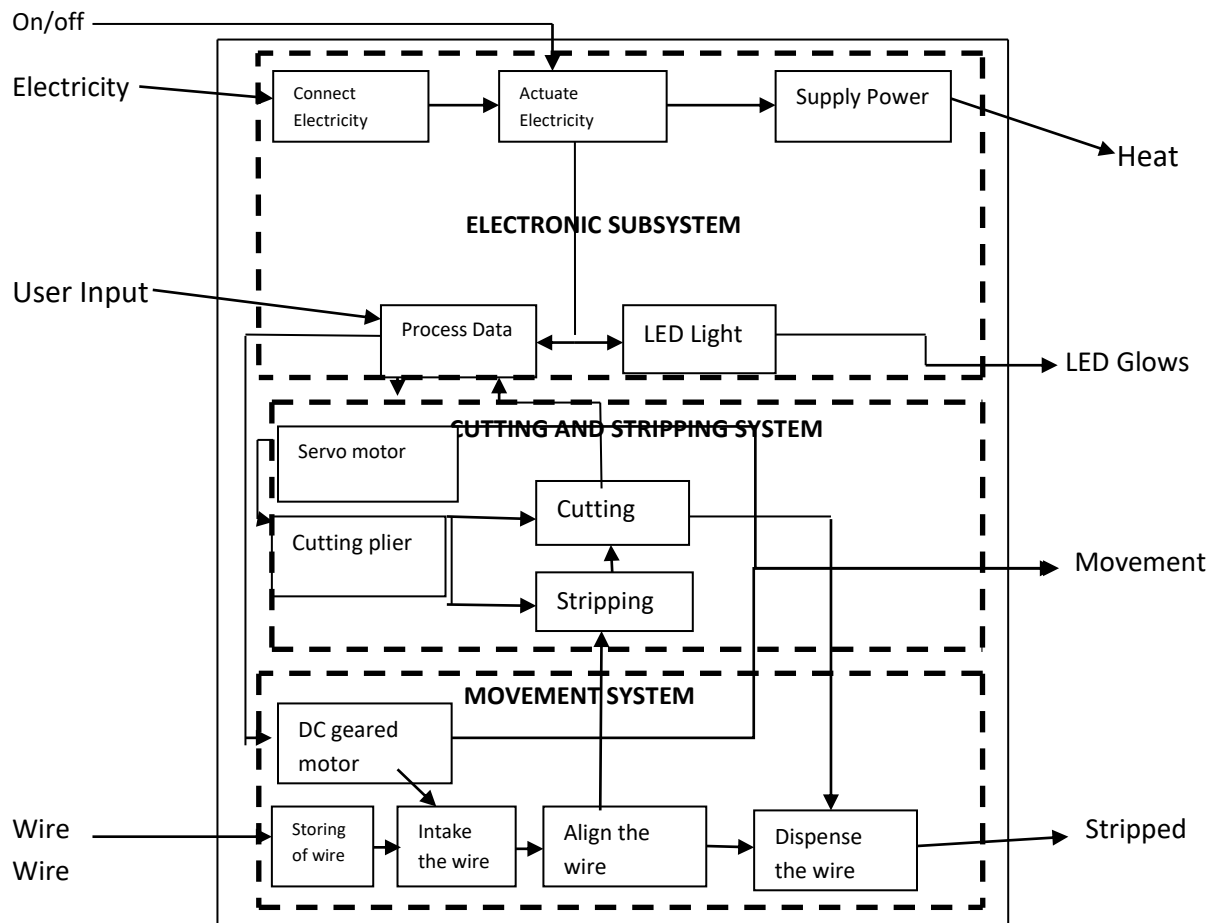 On/off
Electricity
Connect
Electricity
Actuate
Electricity
Supply Power
Heat
ELECTRONIC SUBSYSTEM
User Input
Process Data
LED Light
LED Glows
CUTTING AND STRIPPING SYSTEM
Servo motor
Cutting
Cutting plier
Movement
Stripping
MOVEMENT SYSTEM
DC geared
motor
Wire
Wire
Storing
of wire
Intake
the wire
Align the
wire
Dispense
the wire
Stripped